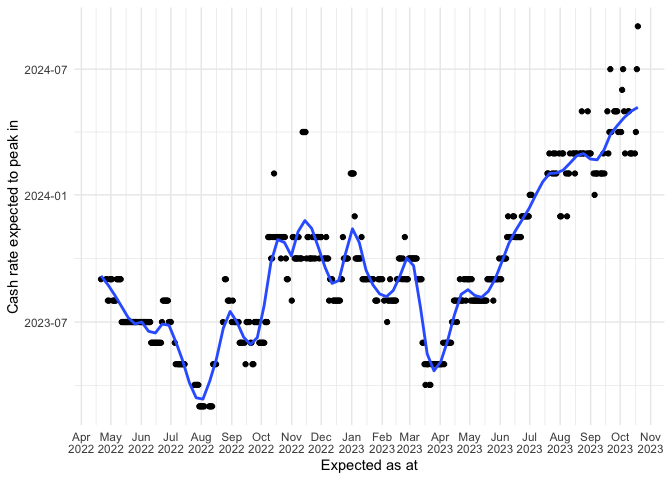 Cash rate expected to peak in
2024-07
2024-01
2023-07
Apr May Jun Jul Aug Sep Oct Nov Dec Jan Feb Mar Apr May Jun Jul Aug Sep Oct Nov
2022 2022 2022 2022 2022 2022 2022 2022 2022 2023 2023 2023 2023 2023 2023 2023 2023 2023 2023 2023
Expected as at